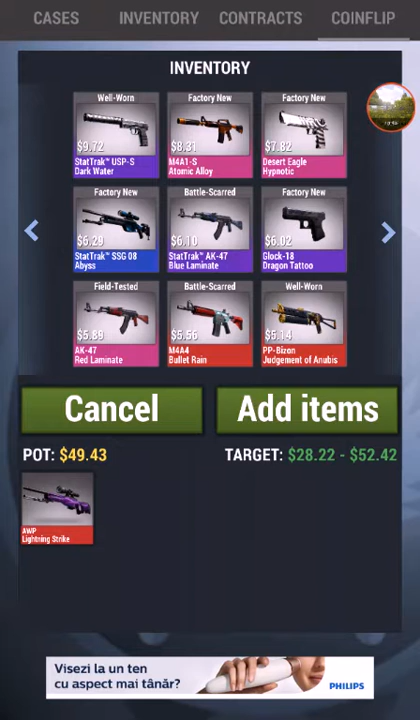 CASES INVENTORY CONTRACTS COINFLIP
INVENTORY
Well-Worn
$9.72
StatTrak™ USP-S
Dark Water
Factory New
$8.31
M4A1-S
Atomic Alloy
Factory New
$7.82
Desert Eagle
Hypnotic
Factory New
$6.29
StatTrak™ SSG 08
Abyss
Battle-Scarred
$6.10
StatTrak™ AK-47
Blue Laminate
Factory New
$6.02
Glock-18
Dragon Tattoo
Field-Tested
$5.89
AK-47
Red Laminate
Battle-Scarred
$5.56
M4A4
Bullet Rain
Well-Worn
$5.14
PP-Bizon
Judgement of Anubis
Cancel
Add items
POT: $49.43
TARGET: $28.22 - $52.42
AWP
Lightning Strike
Visezi la un ten
cu aspect mai tânăr?
PHILIPS